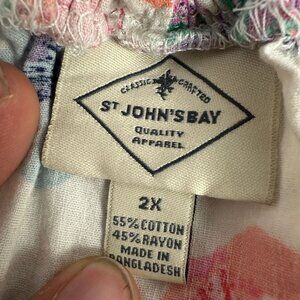 CLASSIC CRAFTED
ST JOHN'S BAY
QUALITY
APPAREL
2X
55% COTTON
45% RAYON
MADE IN
BANGLADESH